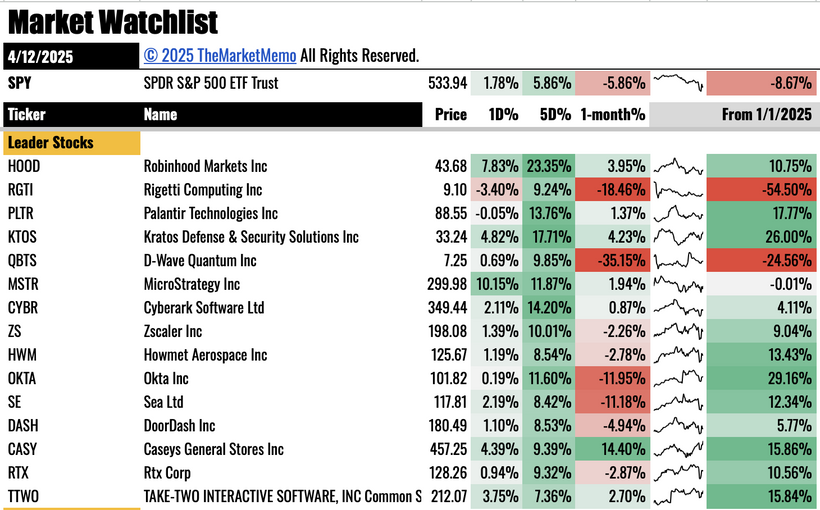 Market Watchlist
4/12/2025 © 2025 TheMarketMemo All Rights Reserved.
SPY SPDR S&P 500 ETF Trust 533.94 1.78% 5.86% -5.86% -8.67%
Ticker Name Price 1D% 5D% 1-month% From 1/1/2025
Leader Stocks
HOOD Robinhood Markets Inc 43.68 7.83% 23.35% 3.95% 10.75%
RGTI Rigetti Computing Inc 9.10 -3.40% 9.24% -18.46% -54.50%
PLTR Palantir Technologies Inc 88.55 -0.05% 13.76% 1.37% 17.77%
KTOS Kratos Defense & Security Solutions Inc 33.24 4.82% 17.71% 4.23% 26.00%
QBTS D-Wave Quantum Inc 7.25 0.69% 9.85% -35.15% -24.56%
MSTR MicroStrategy Inc 299.98 10.15% 11.87% 1.94% -0.01%
CYBR Cyberark Software Ltd 349.44 2.11% 14.20% 0.87% 4.11%
ZS Zscaler Inc 198.08 1.39% 10.01% -2.26% 9.04%
HWM Howmet Aerospace Inc 125.67 1.19% 8.54% -2.78% 13.43%
OKTA Okta Inc 101.82 0.19% 11.60% -11.95% 29.16%
SE Sea Ltd 117.81 2.19% 8.42% -11.18% 12.34%
DASH DoorDash Inc 180.49 1.10% 8.53% -4.94% 5.77%
CASY Caseys General Stores Inc 457.25 4.39% 9.39% 14.40% 15.86%
RTX Rtx Corp 128.26 0.94% 9.32% -2.87% 10.56%
TTWO TAKE-TWO INTERACTIVE SOFTWARE, INC Common S 212.07 3.75% 7.36% 2.70% 15.84%